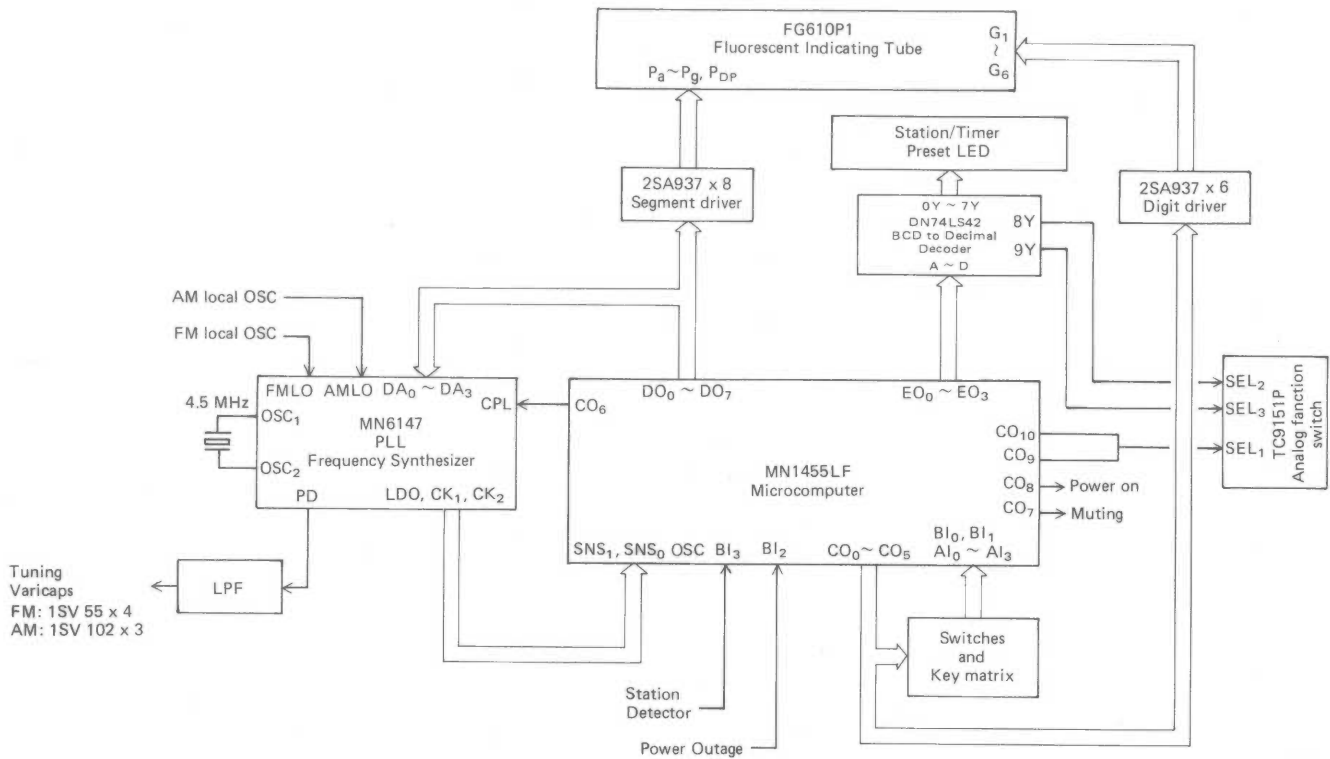 FG610P1
Fluorescent Indicating Tube
Pa~Pg, PDP
G1
~
G6
Station/Timer
Preset LED
2SA937 x 8
Segment driver
0Y ~ 7Y
DN74LS42
BCD to Decimal
Decoder
A ~ D
8Y
9Y
2SA937 x 6
Digit driver
AM local OSC
FM local OSC
FMLO AMLO DA0 ~ DA3
4.5 MHz
OSC1
OSC2
CPL
MN6147
PLL
Frequency Synthesizer
PD
LDO, CK1, CK2
CO6
DO0 ~ DO7
EO0 ~ EO3
MN1455LF
Microcomputer
CO10
CO9
CO8
CO7
Power on
Muting
SEL2
SEL3
SEL1
TC9151P
Analog fanction
switch
SNS1, SNS0 OSC BI3 BI2 CO0~ CO5
BI0, BI1
AI0 ~ AI3
Tuning
Varicaps
FM: 1SV 55 x 4
AM: 1SV 102 x 3
LPF
Switches
and
Key matrix
Station
Detector
Power Outage